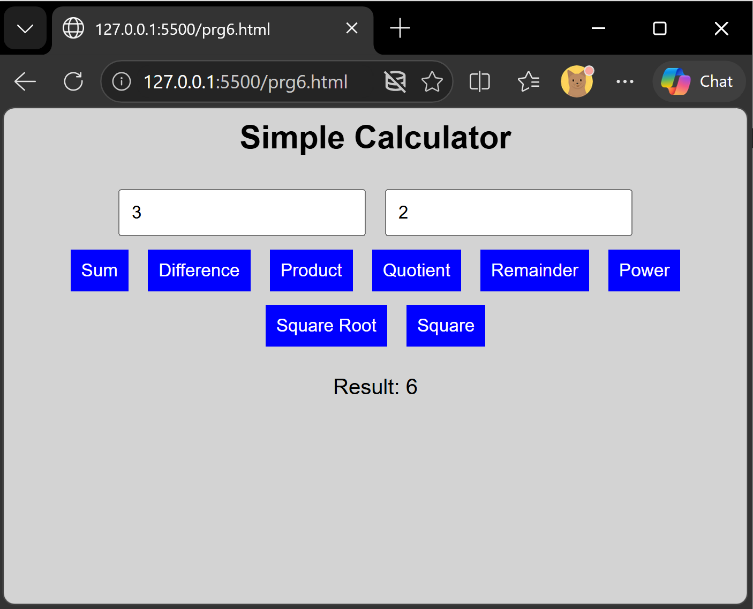 127.0.0.1:5500/prg6.html
127.0.0.1:5500/prg6.html Chat
Simple Calculator
3 2
Sum Difference Product Quotient Remainder Power
Square Root Square
Result: 6